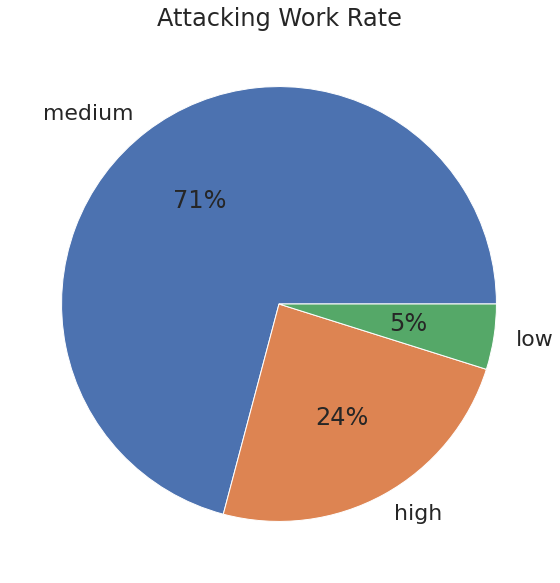 Attacking Work Rate
medium
71%
5%
low
24%
high